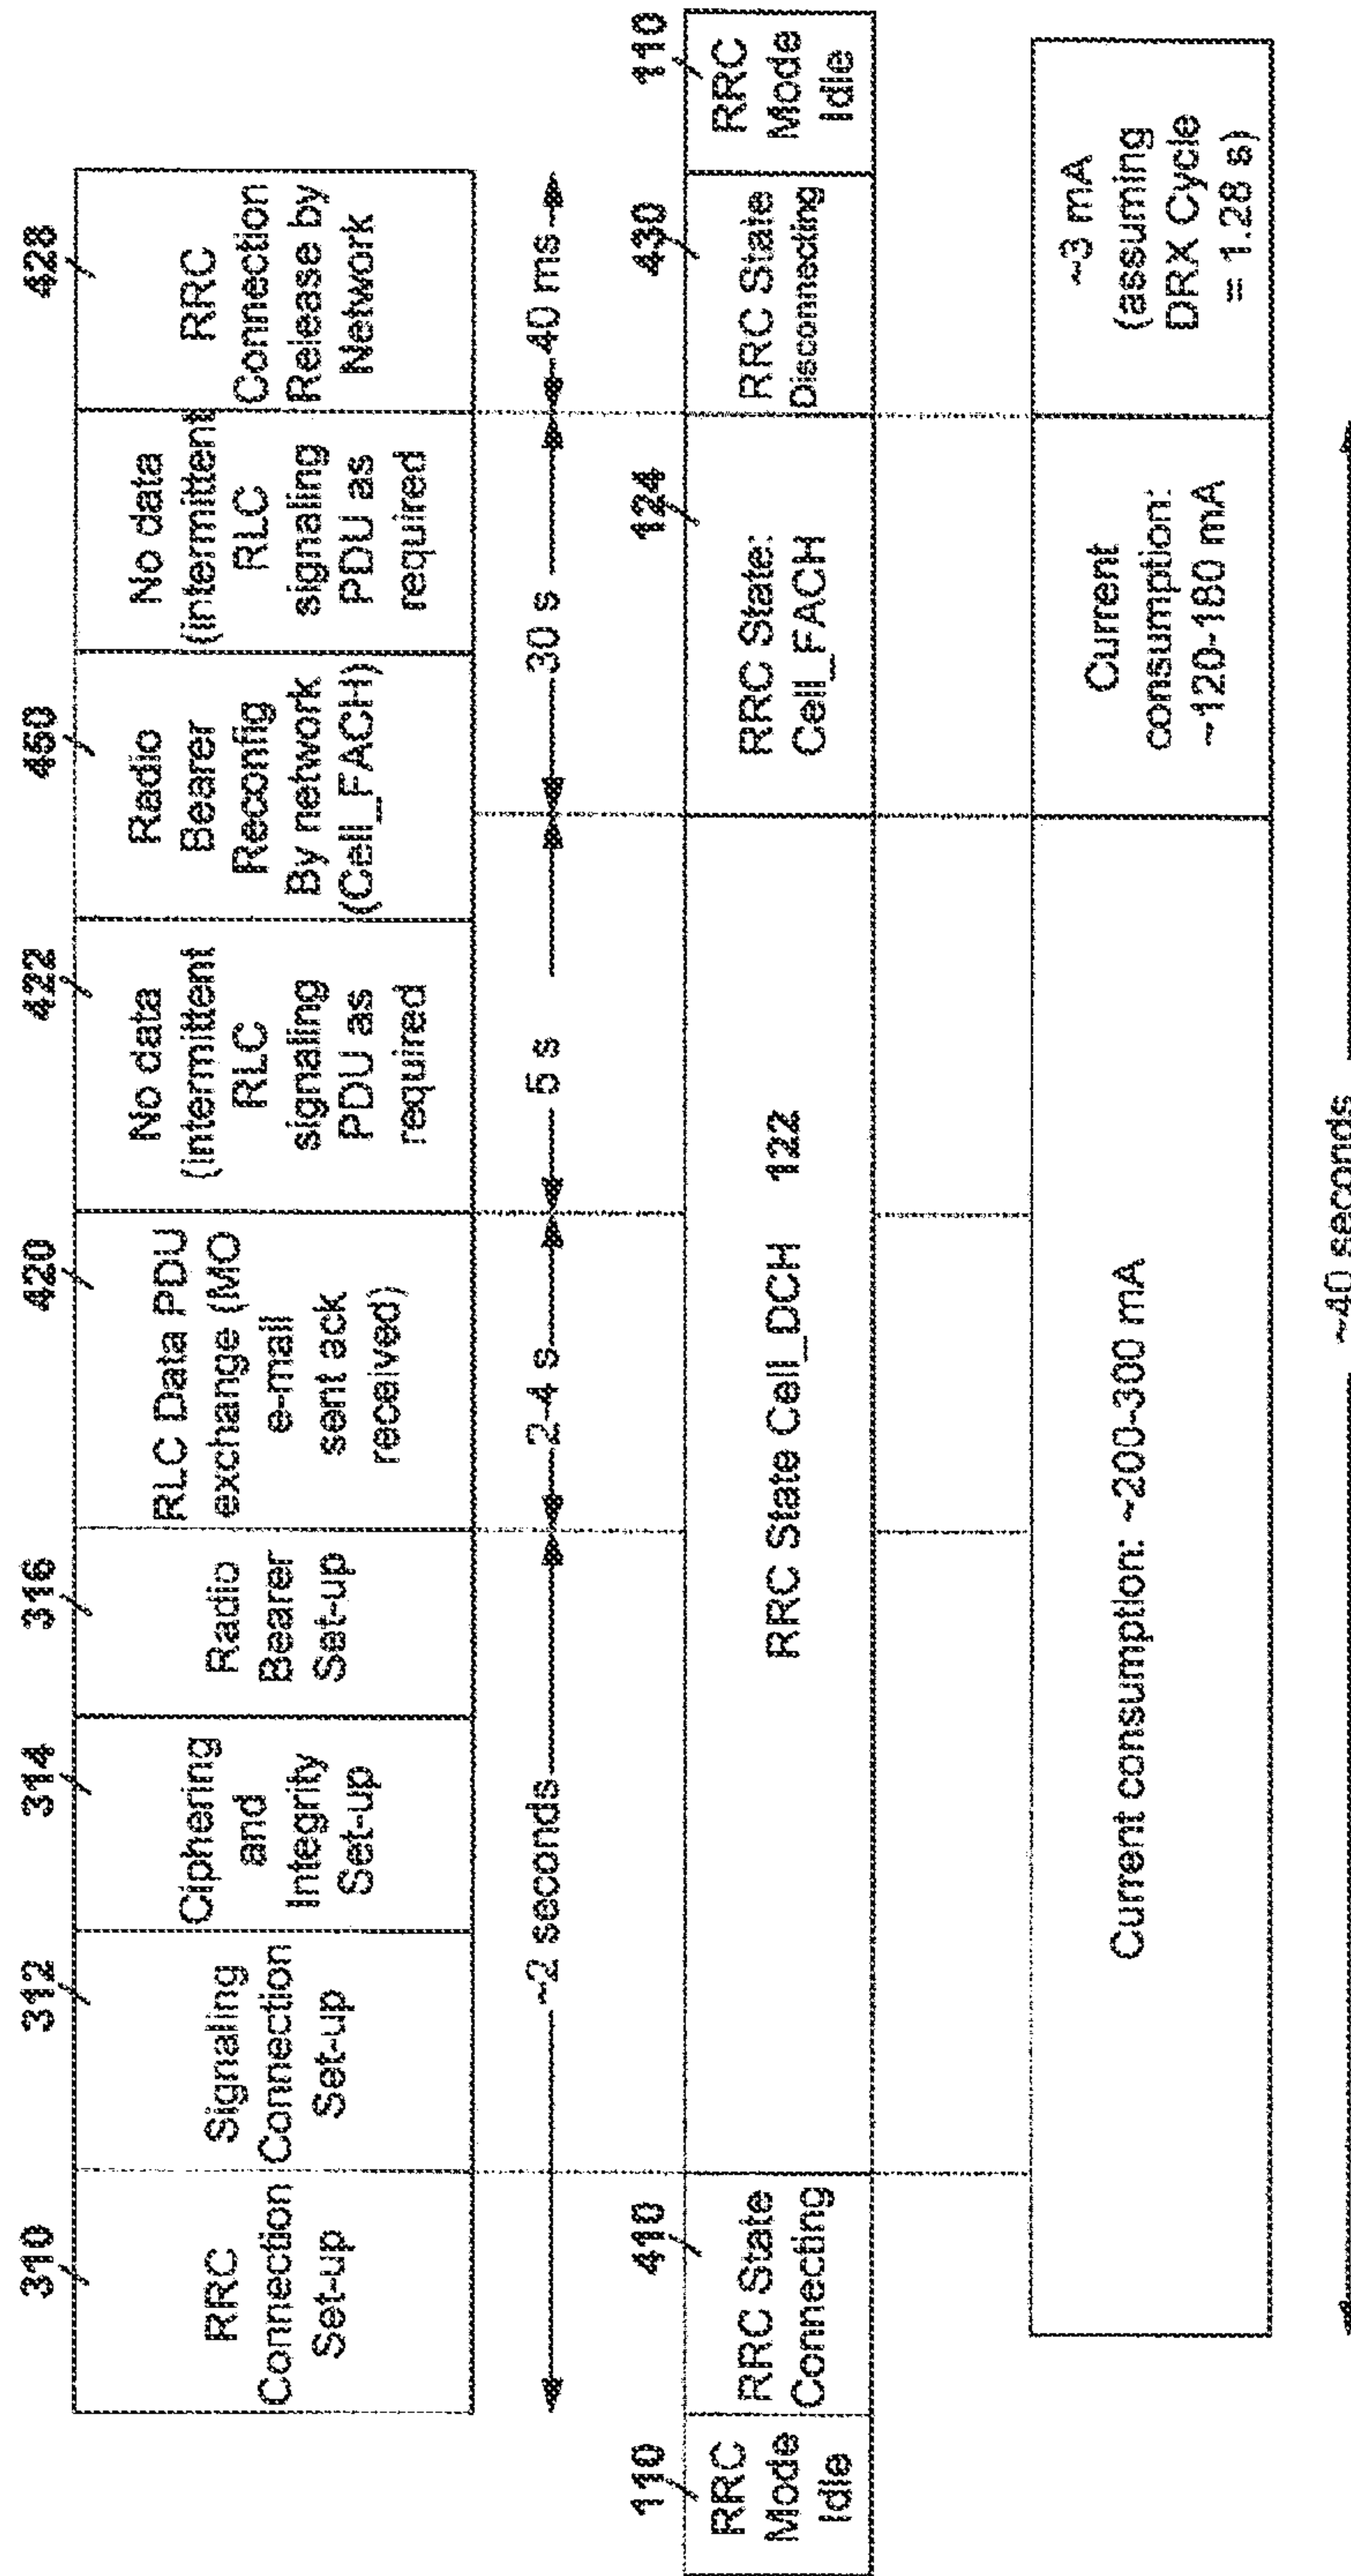 310
RRC
Connection
Set-up
312
Signaling
Connection
Set-up
314
Ciphering
and
Integrity
Set-up
316
Radio
Bearer
Set-up
420
RLC Data PDU
exchange (MO
e-mail
sent ack
received)
422
No data
(intermittent
RLC
signaling
PDU as
required
450
Radio
Bearer
Reconfig
By network
(Cell_FACH)
No data
(intermittent
RLC
signaling
PDU as
required
428
RRC
Connection
Release by
Network
~2 seconds
2-4 s
5 s
30 s
40 ms
110
RRC
Mode
Idle
410
RRC State
Connecting
RRC State Cell_DCH 122
124
RRC State:
Cell_FACH
430
RRC State
Disconnecting
110
RRC
Mode
Idle
Current consumption: ~200-300 mA
Current
consumption:
~120-180 mA
~3 mA
(assuming
DRX Cycle
= 1.28 s)
~40 seconds